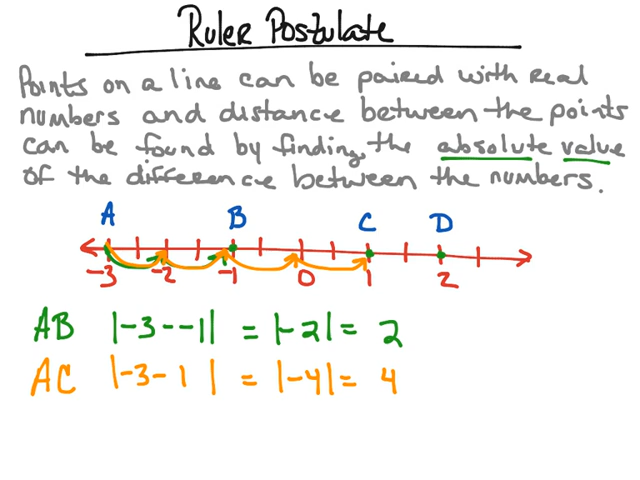 Ruler Postulate
Points on a line can be paired with real
numbers and distance between the points
can be found by finding the absolute value
of the difference between the numbers.
A B C D
-3 -2 -1 0 1 2
AB |-3--1| = |-2| = 2
AC |-3-1| = |-4| = 4